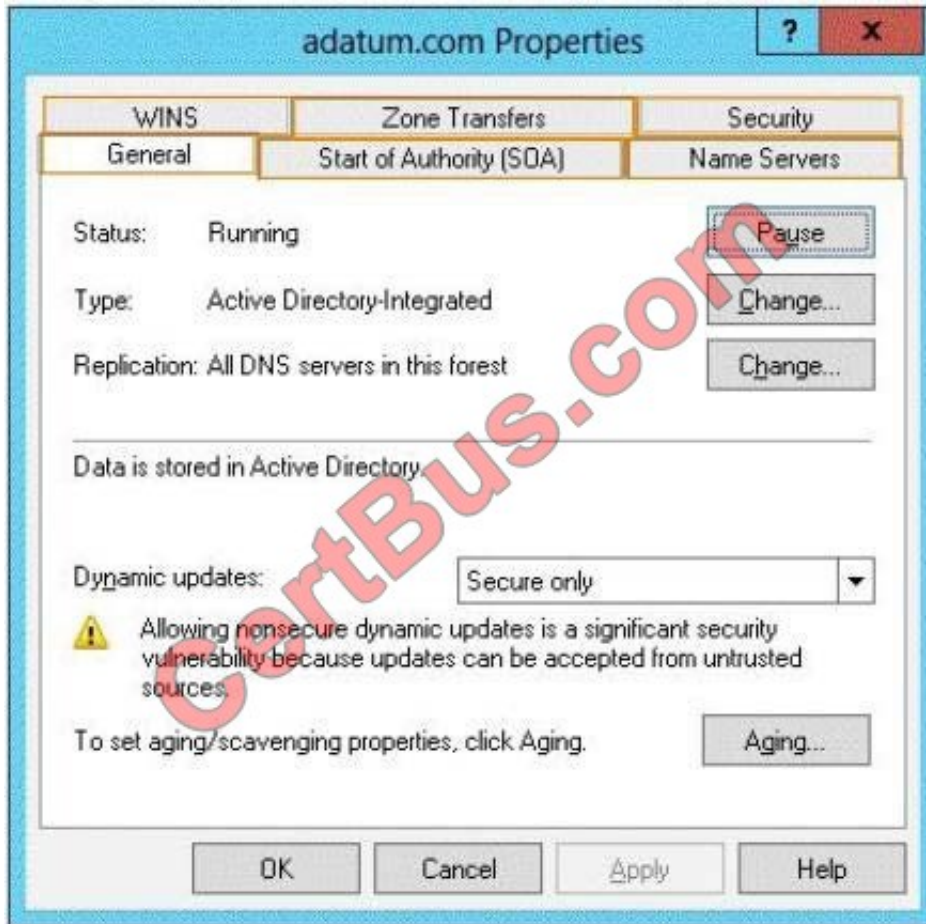 adatum.com Properties
? x
WINS Zone Transfers Security
General Start of Authority (SOA) Name Servers
Status: Running Pause
Type: Active Directory-Integrated Change...
Replication: All DNS servers in this forest Change...
Data is stored in Active Directory.
Dynamic updates: Secure only
Allowing nonsecure dynamic updates is a significant security
vulnerability because updates can be accepted from untrusted
sources.
To set aging/scavenging properties, click Aging. Aging...
OK Cancel Apply Help
CertBus.com